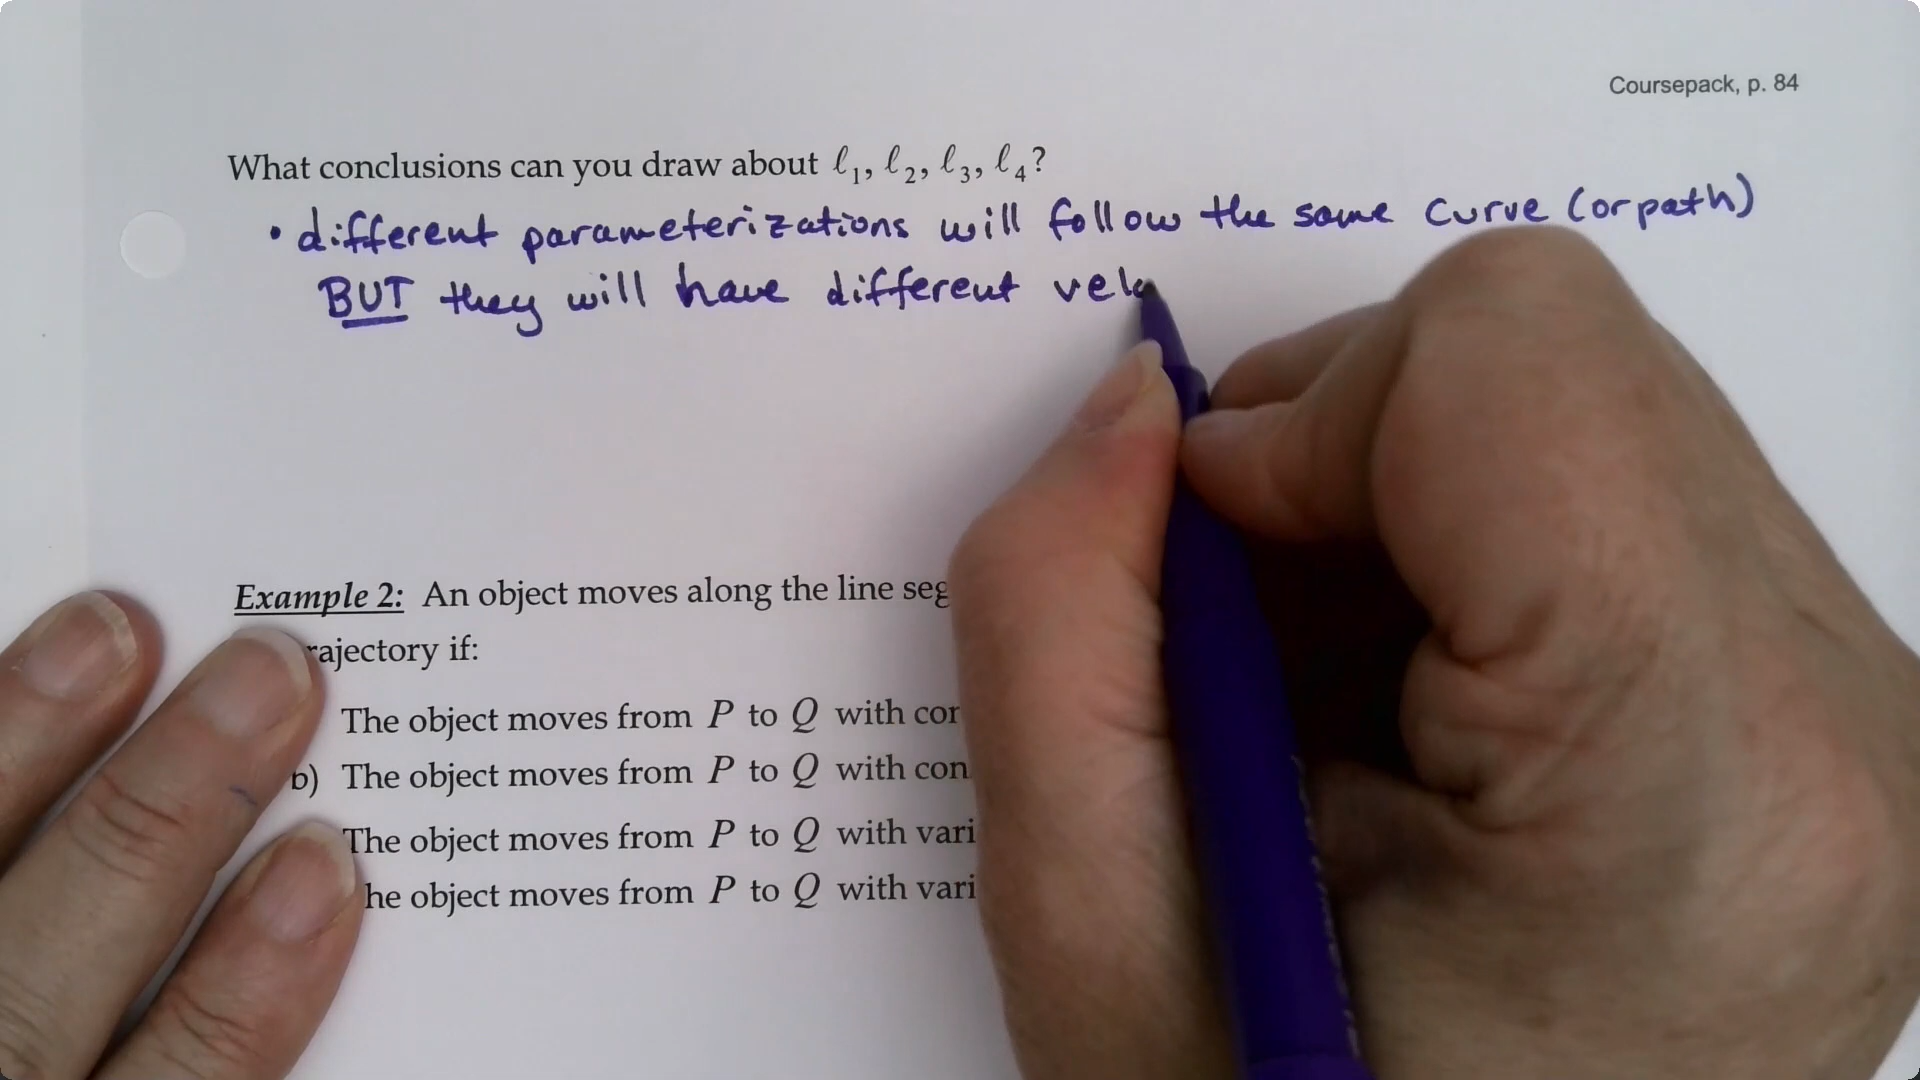 Coursepack, p. 84
What conclusions can you draw about ℓ₁, ℓ₂, ℓ₃, ℓ₄?
• different parameterizations will follow the same curve (or path)
BUT they will have different velo
Example 2: An object moves along the line seg
rajectory if:
The object moves from P to Q with con
b) The object moves from P to Q with con
The object moves from P to Q with vari
he object moves from P to Q with vari